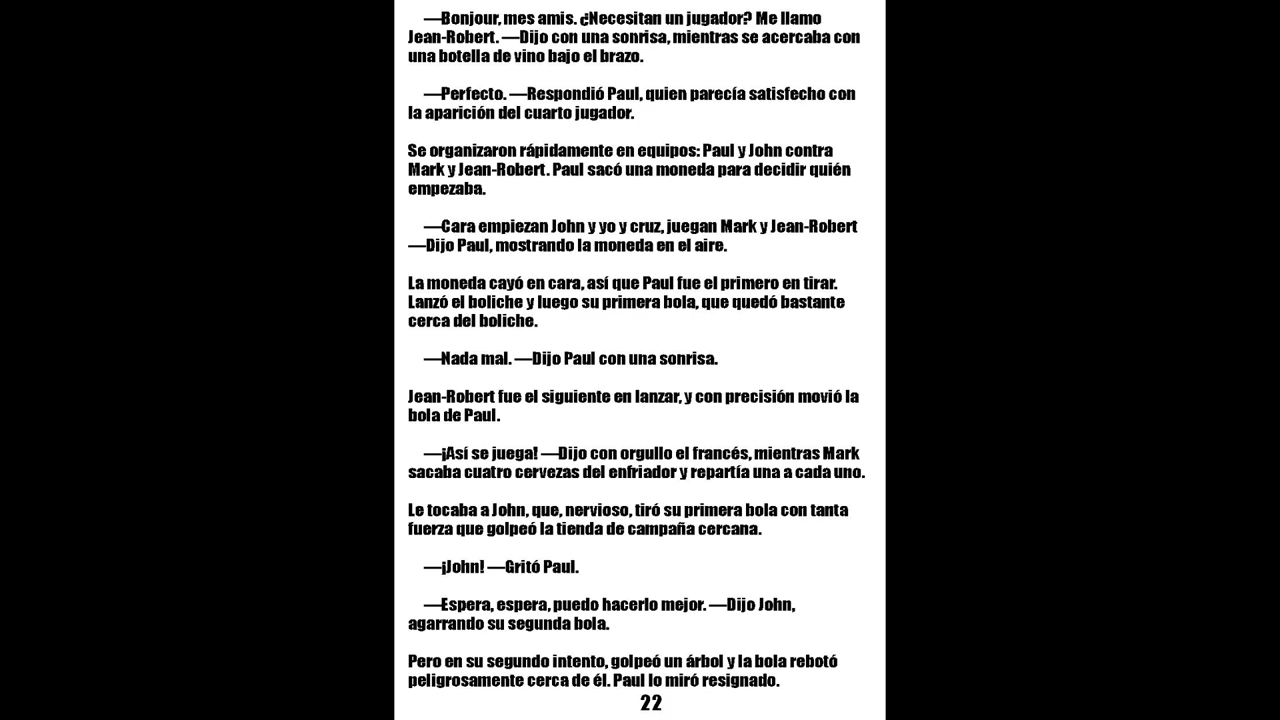 —Bonjour, mes amis. ¿Necesitan un jugador? Me llamo
Jean-Robert. —Dijo con una sonrisa, mientras se acercaba con
una botella de vino bajo el brazo.
—Perfecto. —Respondió Paul, quien parecía satisfecho con
la aparición del cuarto jugador.
Se organizaron rápidamente en equipos: Paul y John contra
Mark y Jean-Robert. Paul sacó una moneda para decidir quién
empezaba.
—Cara empiezan John y yo y cruz, juegan Mark y Jean-Robert
—Dijo Paul, mostrando la moneda en el aire.
La moneda cayó en cara, así que Paul fue el primero en tirar.
Lanzó el boliche y luego su primera bola, que quedó bastante
cerca del boliche.
—Nada mal. —Dijo Paul con una sonrisa.
Jean-Robert fue el siguiente en lanzar, y con precisión movió la
bola de Paul.
—¡Así se juega! —Dijo con orgullo el francés, mientras Mark
sacaba cuatro cervezas del enfriador y repartía una a cada uno.
Le tocaba a John, que, nervioso, tiró su primera bola con tanta
fuerza que golpeó la tienda de campaña cercana.
—¡John! —Gritó Paul.
—Espera, espera, puedo hacerlo mejor. —Dijo John,
agarrando su segunda bola.
Pero en su segundo intento, golpeó un árbol y la bola rebotó
peligrosamente cerca de él. Paul lo miró resignado.
22